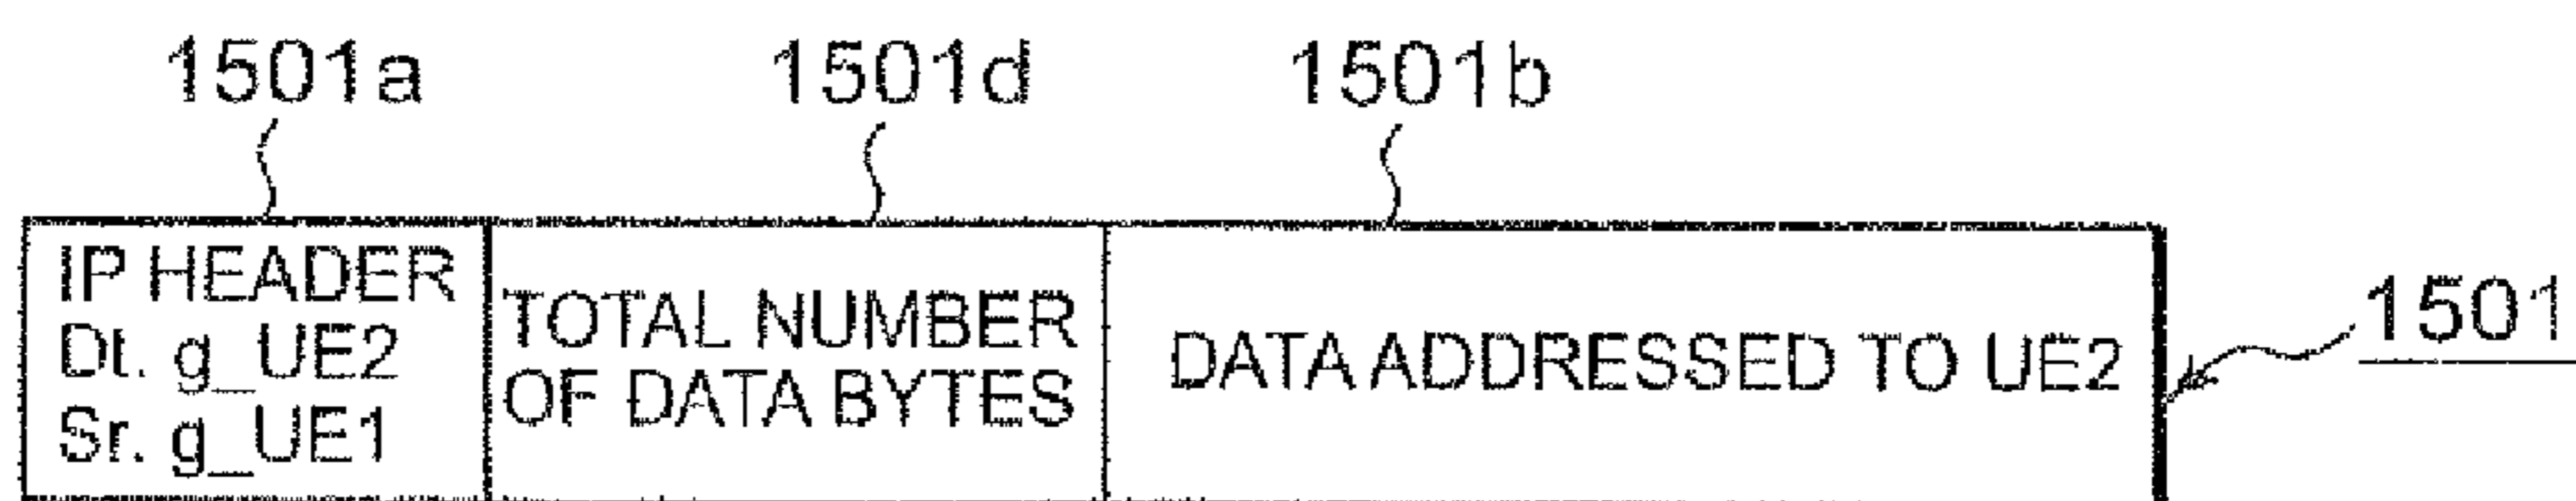 1501a 1501d 1501b
IP HEADER
Dt. g_UE2
Sr. g_UE1
TOTAL NUMBER
OF DATA BYTES
DATA ADDRESSED TO UE2
1501